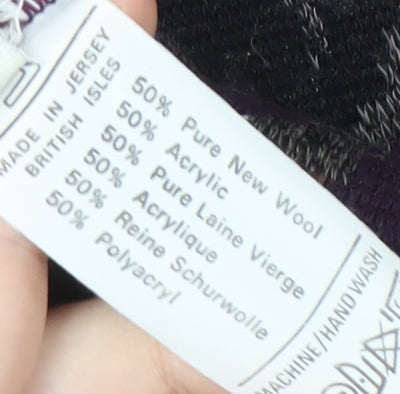 MADE IN JERSEY
BRITISH ISLES
50% Pure New Wool
50% Acrylic
50% Pure Laine Vierge
50% Acrylique
50% Reine Schurwolle
50% Polyacryl
MACHINE/HAND WASH